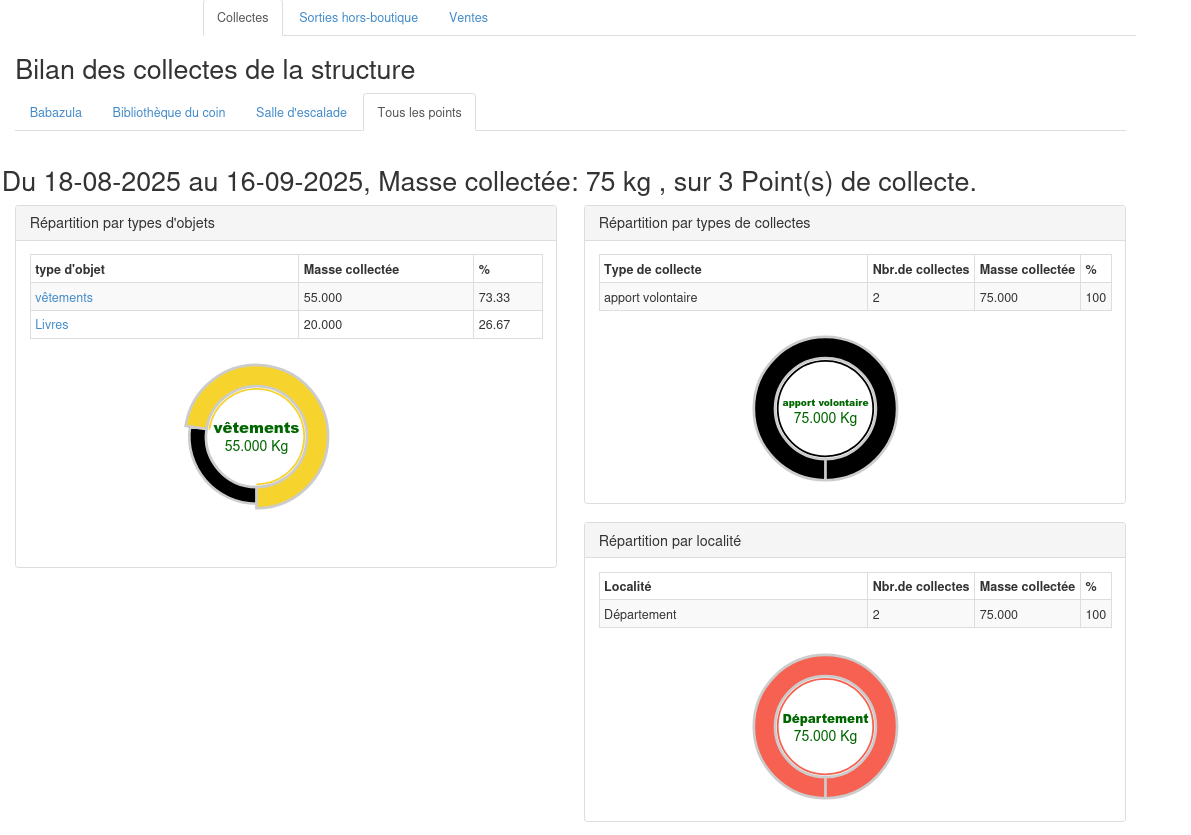 Collectes Sorties hors-boutique Ventes
Bilan des collectes de la structure
Babazula Bibliothèque du coin Salle d'escalade Tous les points
Du 18-08-2025 au 16-09-2025, Masse collectée: 75 kg , sur 3 Point(s) de collecte.
Répartition par types d'objets
type d'objet Masse collectée %
vêtements 55.000 73.33
Livres 20.000 26.67
vêtements
55.000 Kg
Répartition par types de collectes
Type de collecte Nbr.de collectes Masse collectée %
apport volontaire 2 75.000 100
apport volontaire
75.000 Kg
Répartition par localité
Localité Nbr.de collectes Masse collectée %
Département 2 75.000 100
Département
75.000 Kg